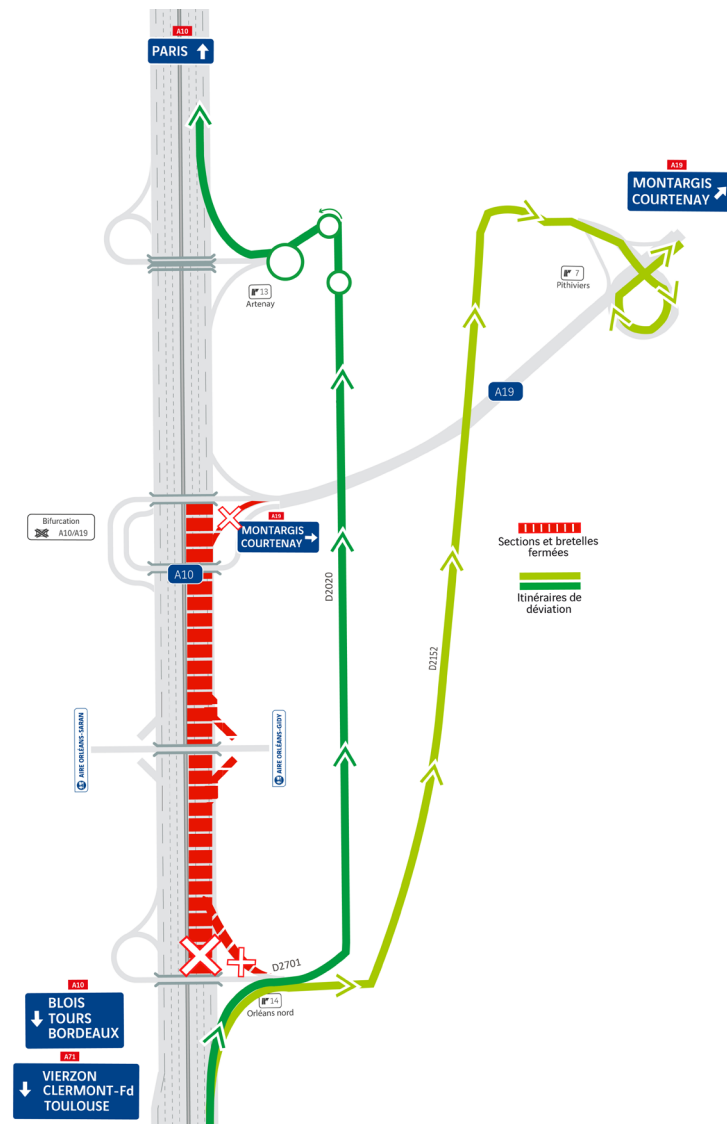 A10
PARIS
A19
MONTARGIS
COURTENAY
7
Pithiviers
13
Artenay
A19
Bifurcation
A10/A19
A19
MONTARGIS
COURTENAY
Sections et bretelles
fermées
A10
Itinéraires de
déviation
D2020
D2152
AIRE ORLÉANS-SARAN
AIRE ORLÉANS-GIDY
D2701
14
Orléans nord
A10
BLOIS
TOURS
BORDEAUX
A71
VIERZON
CLERMONT-Fd
TOULOUSE